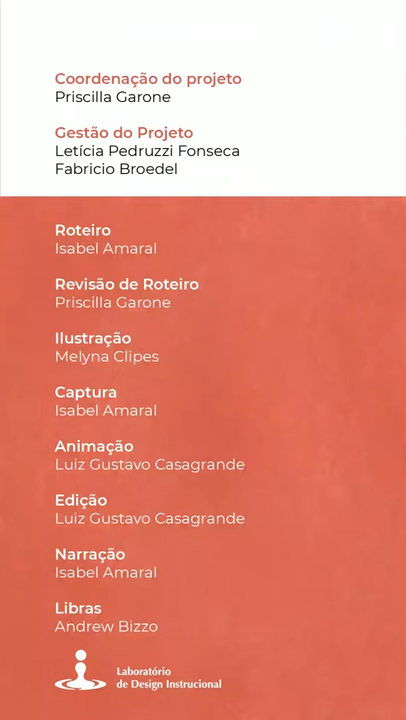 Coordenação do projeto
Priscilla Garone
Gestão do Projeto
Letícia Pedruzzi Fonseca
Fabricio Broedel
Roteiro
Isabel Amaral
Revisão de Roteiro
Priscilla Garone
Ilustração
Melyna Clipes
Captura
Isabel Amaral
Animação
Luiz Gustavo Casagrande
Edição
Luiz Gustavo Casagrande
Narração
Isabel Amaral
Libras
Andrew Bizzo
Laboratório
de Design Instrucional